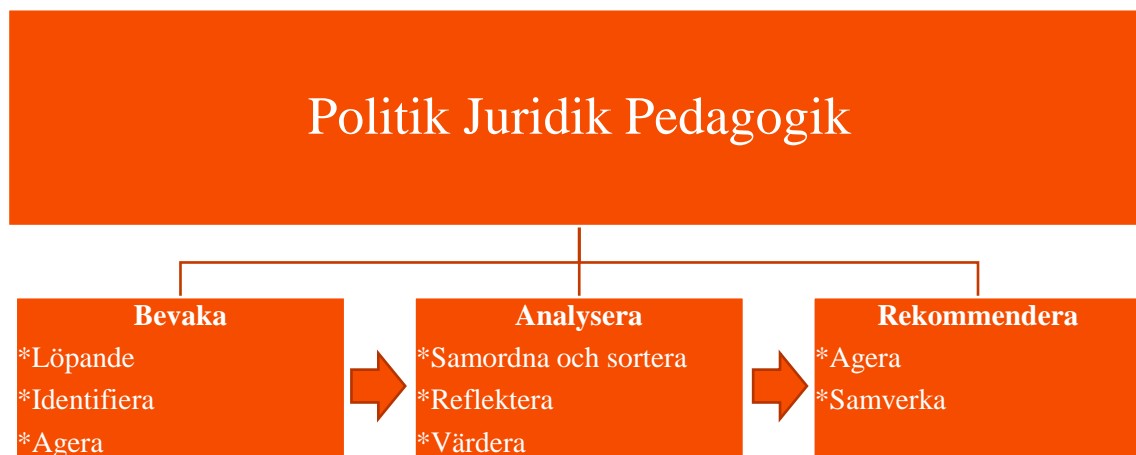 Politik Juridik Pedagogik
Bevaka
*Löpande
*Identifiera
*Agera
Analysera
*Samordna och sortera
*Reflektera
*Värdera
Rekommendera
*Agera
*Samverka